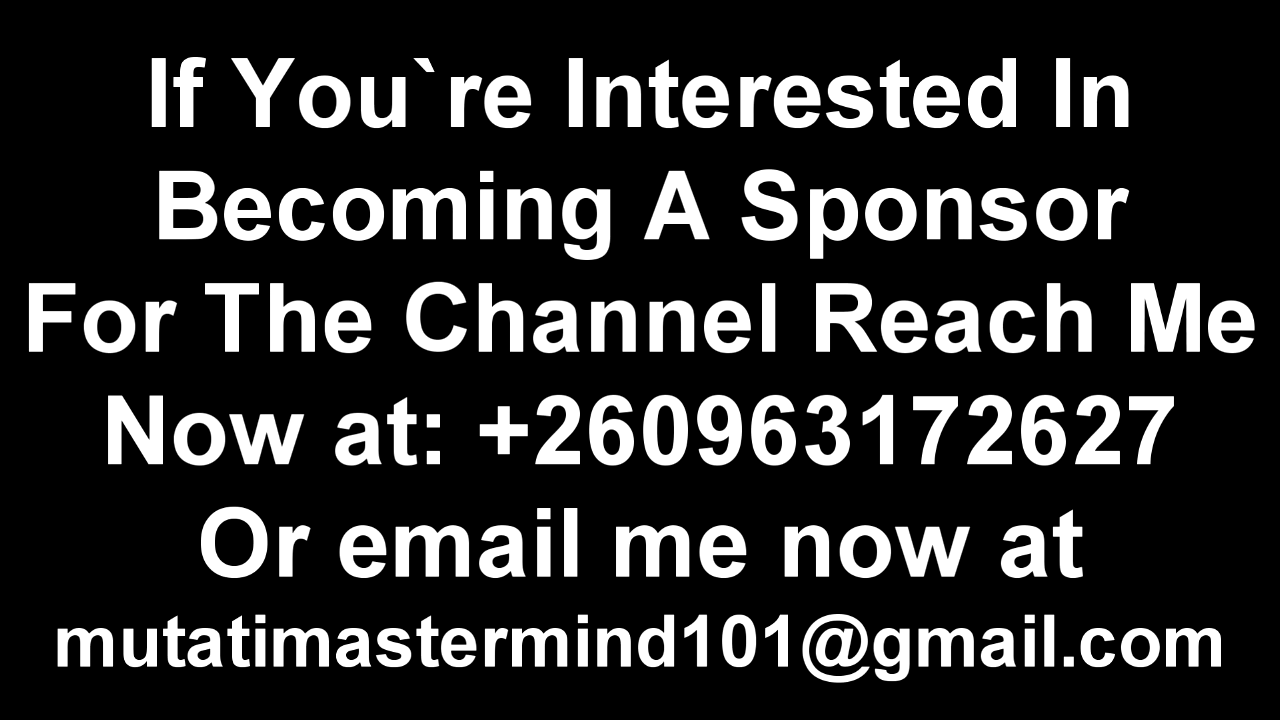 If You`re Interested In
Becoming A Sponsor
For The Channel Reach Me
Now at: +260963172627
Or email me now at
mutatimastermind101@gmail.com